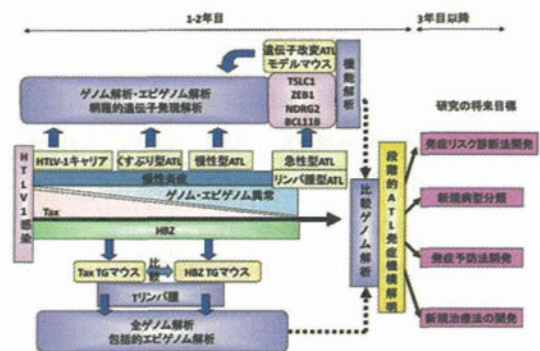 1-2年目
3年目以降
遺伝子改変ATL
モデルマウス
機能解析
ゲノム解析・エピゲノム解析
網羅的遺伝子発現解析
TSLC1
ZEB1
NDRG2
BCL11B
研究の将来目標
HTLV-1キャリア
くすぶり型ATL
慢性型ATL
急性型ATL
リンパ腫型ATL
発症リスク診断法開発
HTLV1感染
慢性炎症
ゲノム・エピゲノム異常
Tax
HBZ
比較ゲノム解析
段階的ATL発症機構解明
新規病型分類
Tax TGマウス
比較
HBZ TGマウス
発症予防法開発
Tリンパ腫
全ゲノム解析
包括的エピゲノム解析
新規治療法の開発